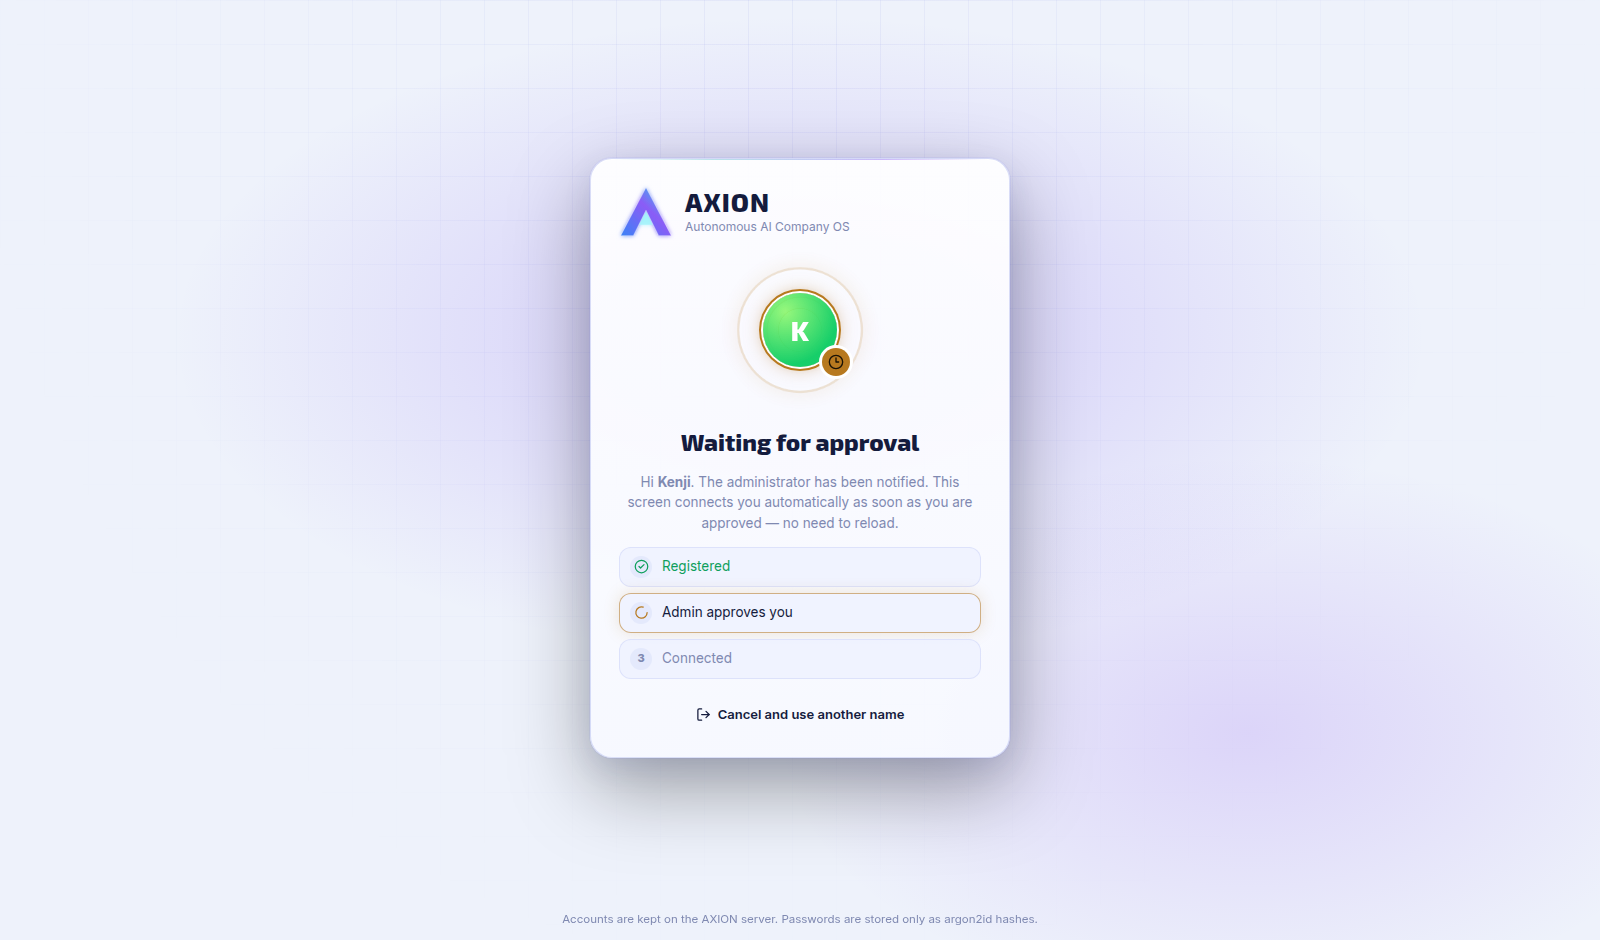 AXION
Autonomous AI Company OS
K
Waiting for approval
Hi Kenji. The administrator has been notified. This
screen connects you automatically as soon as you are
approved — no need to reload.
Registered
Admin approves you
3 Connected
Cancel and use another name
Accounts are kept on the AXION server. Passwords are stored only as argon2id hashes.